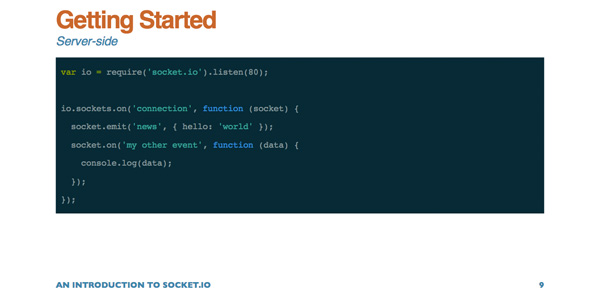 Getting Started
Server-side
var io = require('socket.io').listen(80);
io.sockets.on('connection', function (socket) {
  socket.emit('news', { hello: 'world' });
  socket.on('my other event', function (data) {
    console.log(data);
  });
});
AN INTRODUCTION TO SOCKET.IO 9